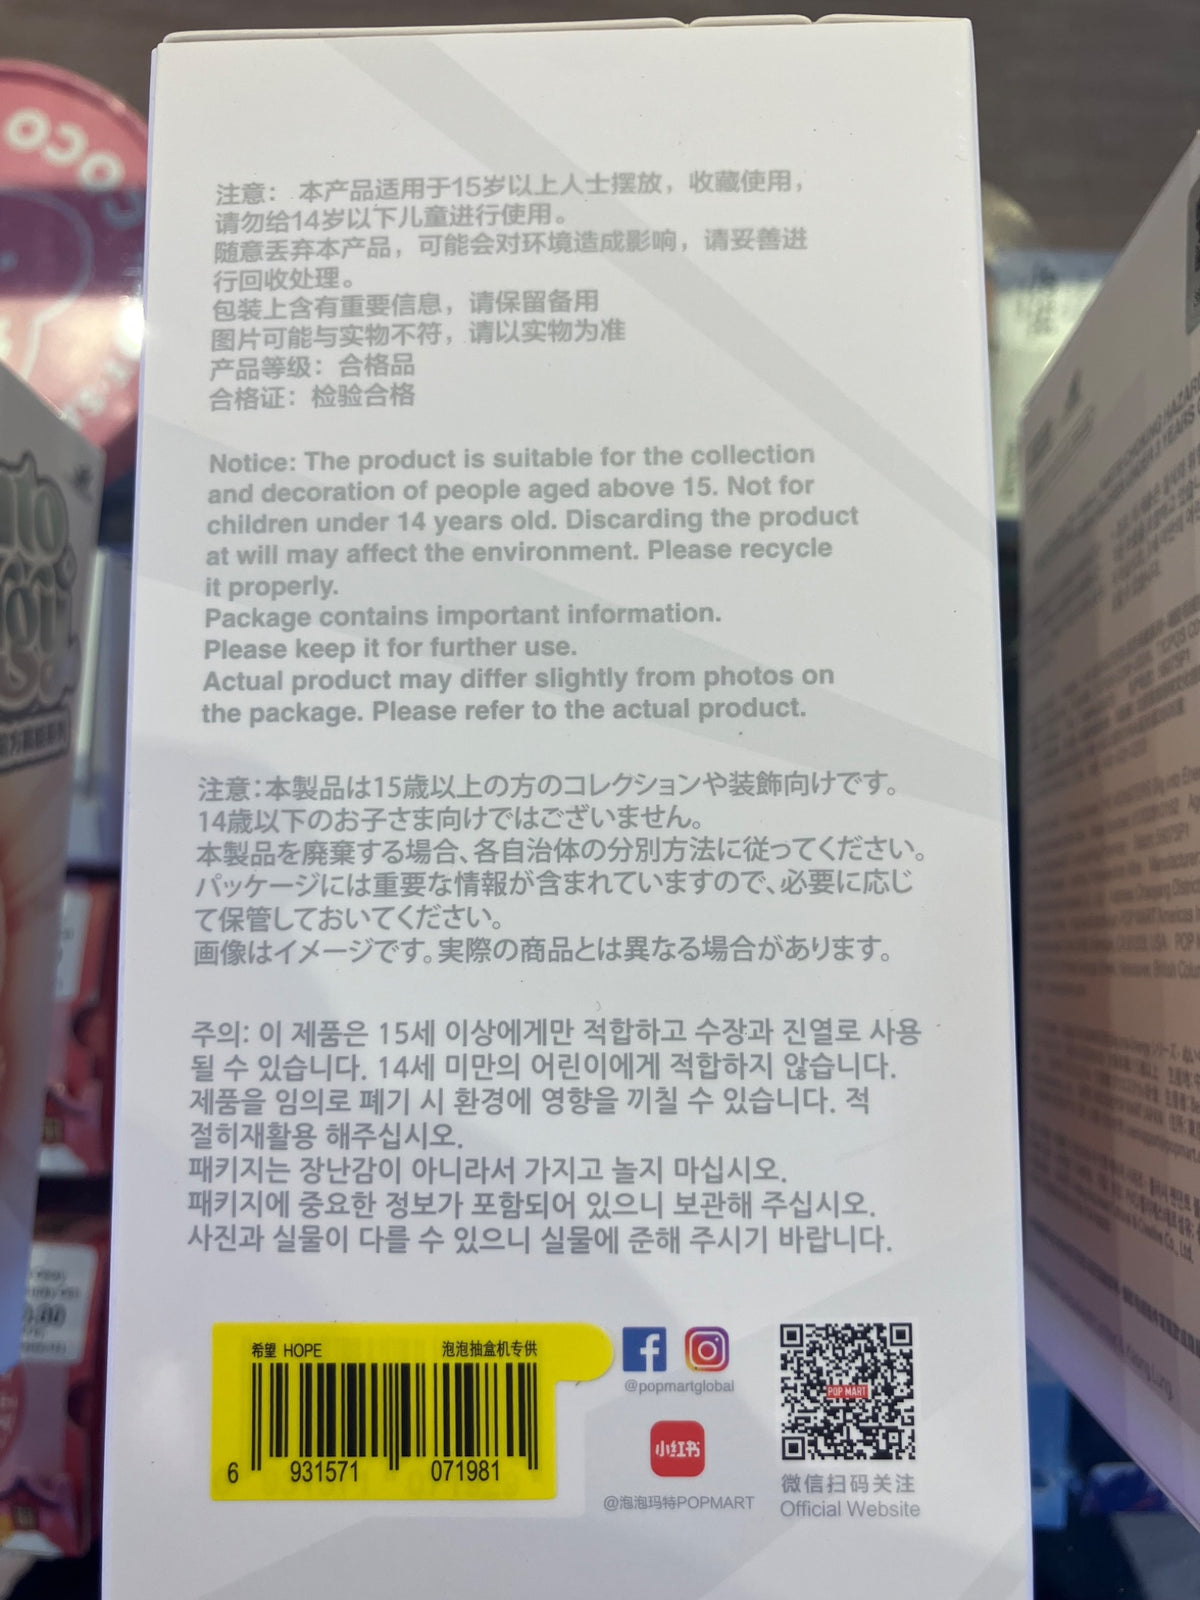 注意：本产品适用于15岁以上人士摆放，收藏使用，
请勿给14岁以下儿童进行使用。
随意丢弃本产品，可能会对环境造成影响，请妥善进
行回收处理。
包装上含有重要信息，请保留备用
图片可能与实物不符，请以实物为准
产品等级：合格品
合格证：检验合格
Notice: The product is suitable for the collection
and decoration of people aged above 15. Not for
children under 14 years old. Discarding the product
at will may affect the environment. Please recycle
it properly.
Package contains important information.
Please keep it for further use.
Actual product may differ slightly from photos on
the package. Please refer to the actual product.
注意：本製品は15歳以上の方のコレクションや装飾向けです。
14歳以下のお子さま向けではございません。
本製品を廃棄する場合、各自治体の分別方法に従ってください。
パッケージには重要な情報が含まれていますので、必要に応じ
て保管しておいてください。
画像はイメージです。実際の商品とは異なる場合があります。
주의: 이 제품은 15세 이상에게만 적합하고 수장과 진열로 사용
될 수 있습니다. 14세 미만의 어린이에게 적합하지 않습니다.
제품을 임의로 폐기 시 환경에 영향을 끼칠 수 있습니다. 적
절히재활용 해주십시오.
패키지는 장난감이 아니라서 가지고 놀지 마십시오.
패키지에 중요한 정보가 포함되어 있으니 보관해 주십시오.
사진과 실물이 다를 수 있으니 실물에 준해 주시기 바랍니다.
希望 HOPE 泡泡抽盒机专供
6 931571 071981
@popmartglobal
小红书
@泡泡玛特POPMART
POP MART
微信扫码关注
Official Website